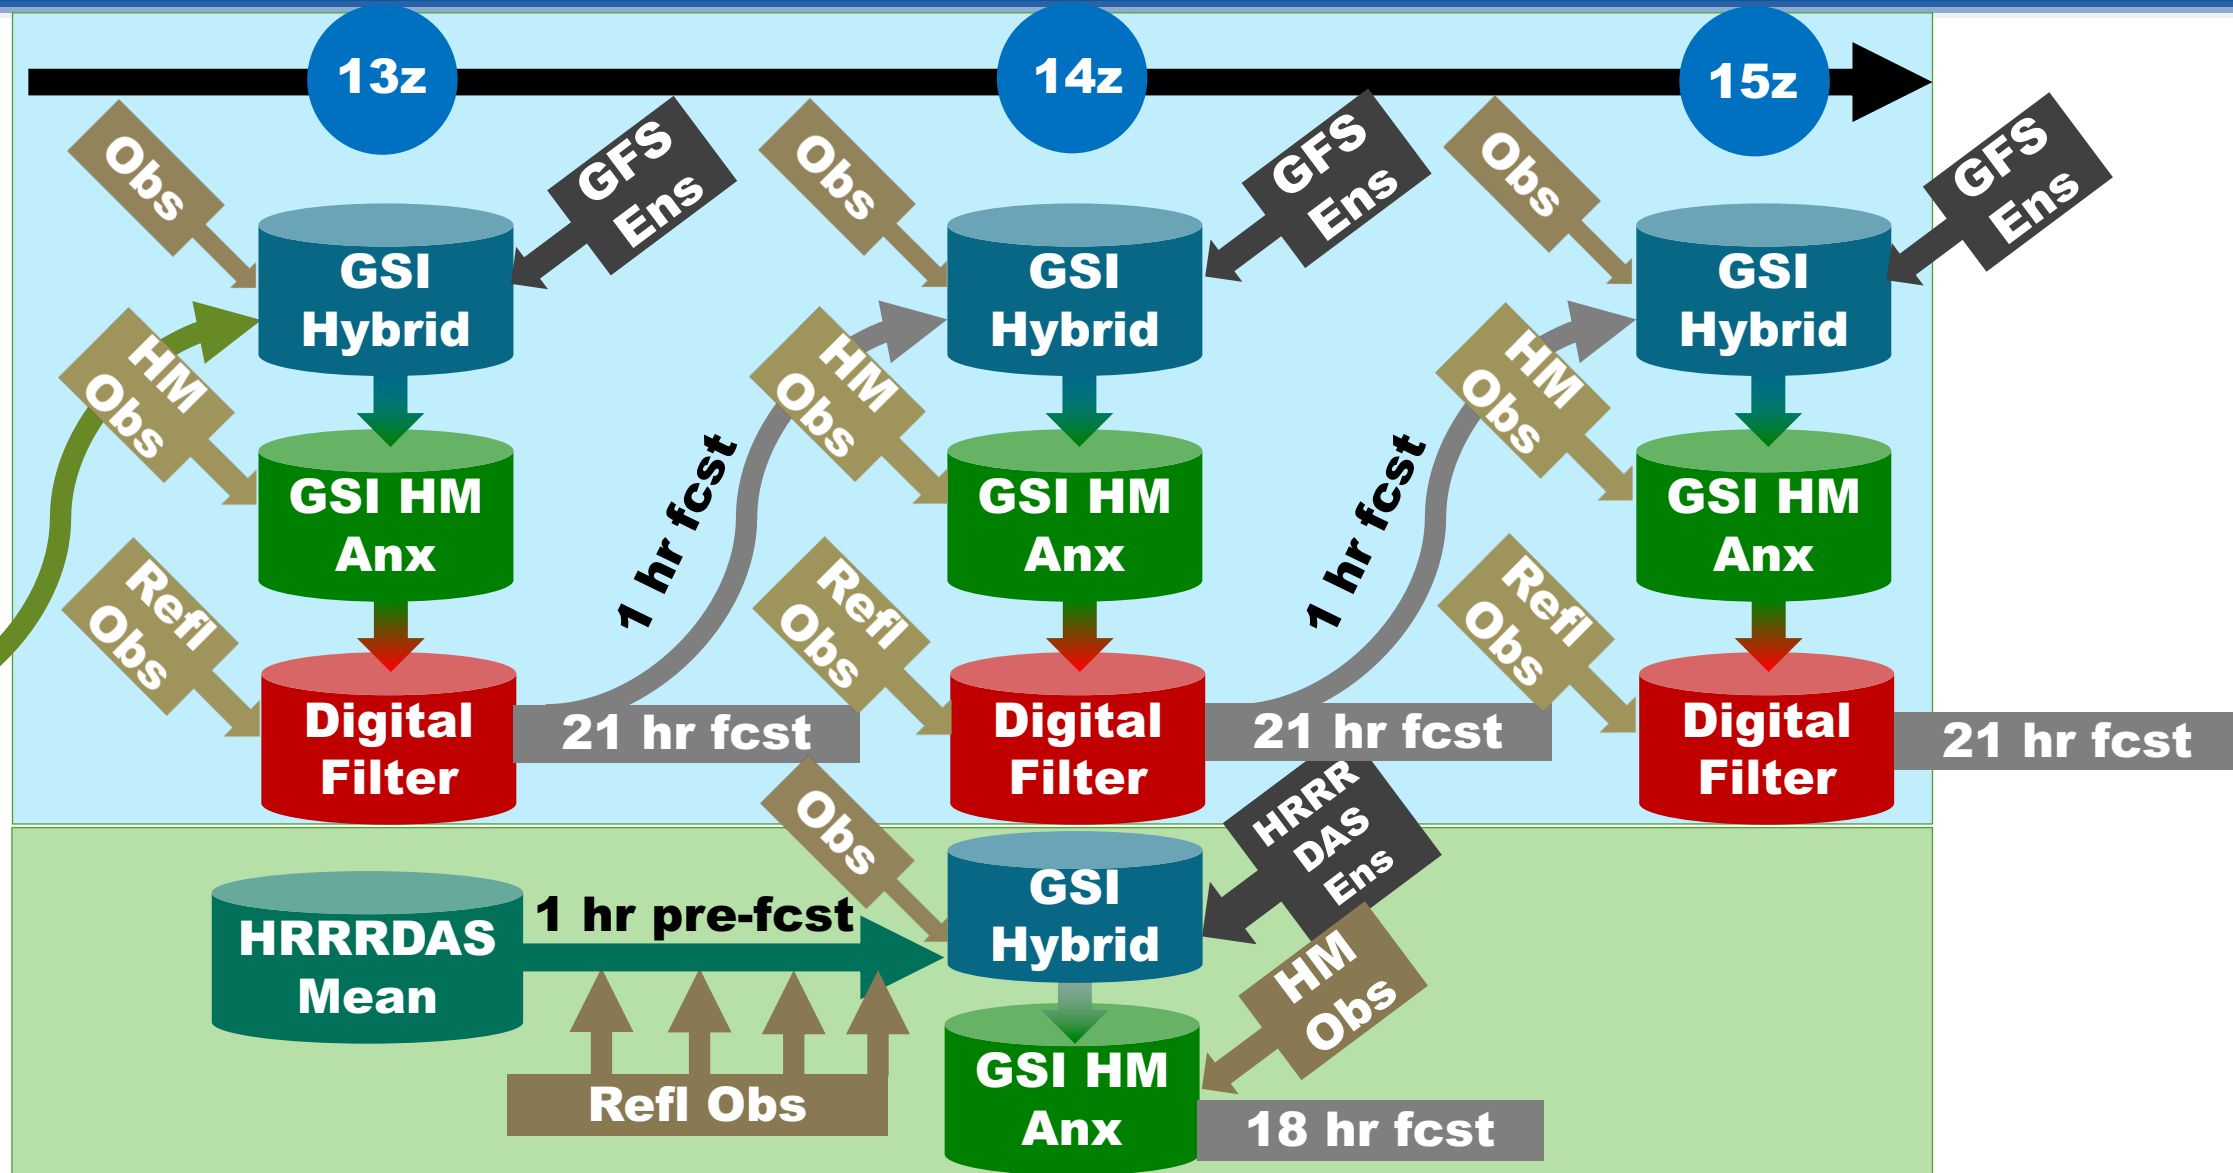 13z
14z
15z
Obs
GFS
Ens
Obs
GFS
Ens
Obs
GFS
Ens
GSI
Hybrid
GSI
Hybrid
GSI
Hybrid
HM
Obs
HM
Obs
HM
Obs
1 hr fcst
1 hr fcst
GSI HM
Anx
GSI HM
Anx
GSI HM
Anx
Refl
Obs
Refl
Obs
Refl
Obs
Digital
Filter
21 hr fcst
Digital
Filter
21 hr fcst
Digital
Filter
21 hr fcst
Obs
HRRR
DAS
Ens
GSI
Hybrid
HRRRDAS
Mean
1 hr pre-fcst
HM
Obs
Refl Obs
GSI HM
Anx
18 hr fcst